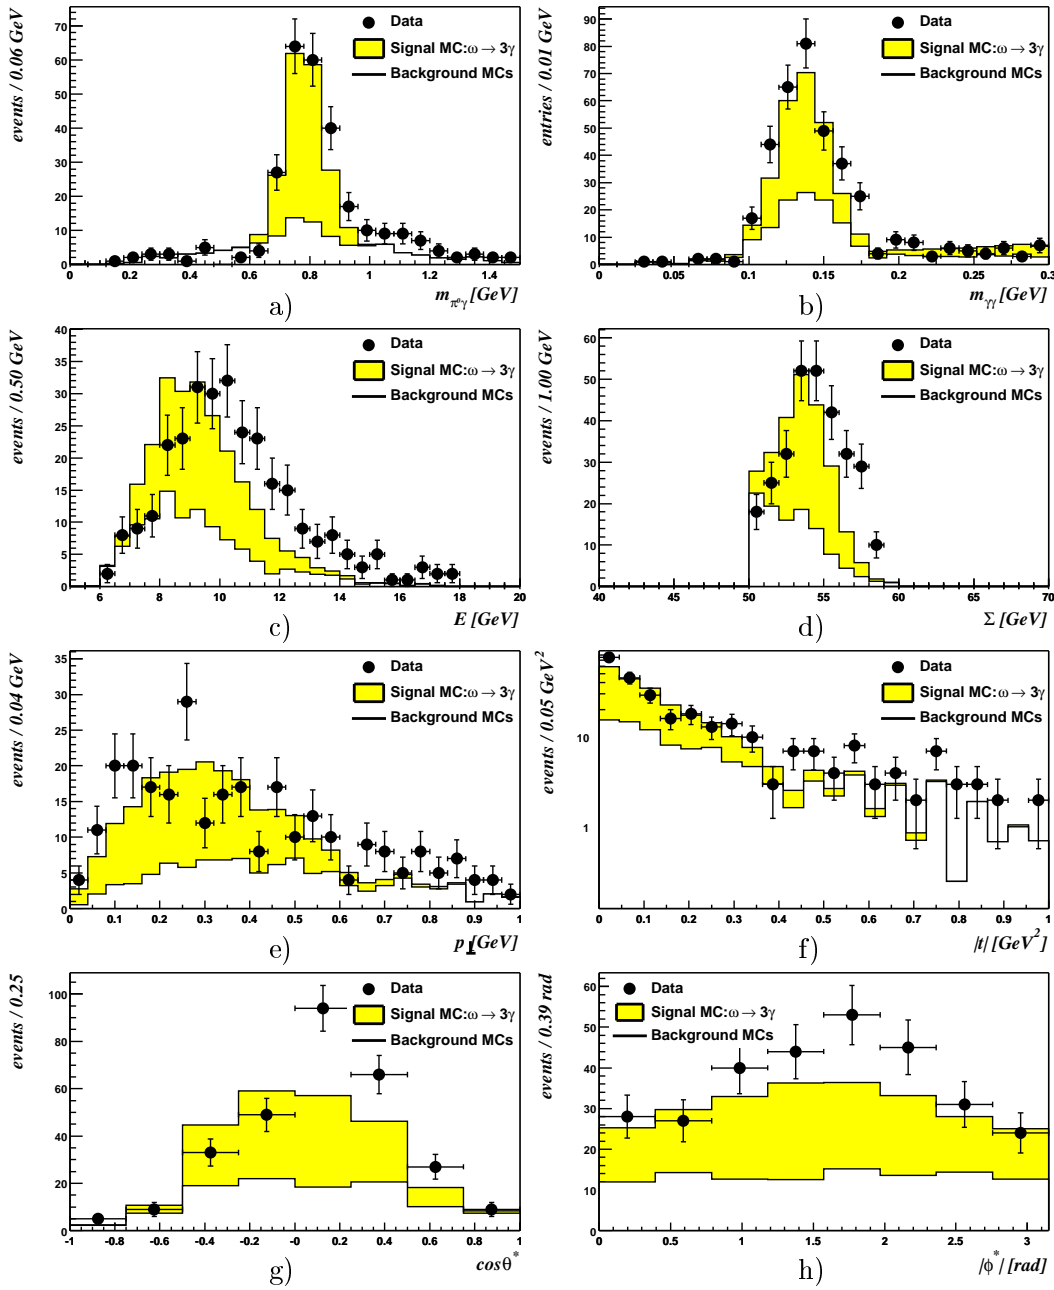 events / 0.06 GeV
60
50
40
30
20
10
0
0 0.2 0.4 0.6 0.8 1 1.2 1.4
Data
Signal MC:ω→3γ
Background MCs
m_π⁰γ [GeV]
a)
entries / 0.01 GeV
90
80
70
60
50
40
30
20
10
0
0 0.05 0.1 0.15 0.2 0.25 0.3
Data
Signal MC:ω→3γ
Background MCs
m_γγ [GeV]
b)
events / 0.50 GeV
40
35
30
25
20
15
10
5
0
6 8 10 12 14 16 18 20
Data
Signal MC:ω→3γ
Background MCs
E [GeV]
c)
events / 1.00 GeV
60
50
40
30
20
10
0
40 45 50 55 60 65 70
Data
Signal MC:ω→3γ
Background MCs
Σ [GeV]
d)
events / 0.04 GeV
35
30
25
20
15
10
5
0
0 0.1 0.2 0.3 0.4 0.5 0.6 0.7 0.8 0.9 1
Data
Signal MC:ω→3γ
Background MCs
p⊥ [GeV]
e)
events / 0.05 GeV²
10
1
0 0.1 0.2 0.3 0.4 0.5 0.6 0.7 0.8 0.9 1
Data
Signal MC:ω→3γ
Background MCs
|t| [GeV²]
f)
events / 0.25
100
80
60
40
20
0
-1 -0.8 -0.6 -0.4 -0.2 -0 0.2 0.4 0.6 0.8 1
Data
Signal MC:ω→3γ
Background MCs
cosθ*
g)
events / 0.39 rad
60
50
40
30
20
10
0
0 0.5 1 1.5 2 2.5 3
Data
Signal MC:ω→3γ
Background MCs
|ϕ*| [rad]
h)